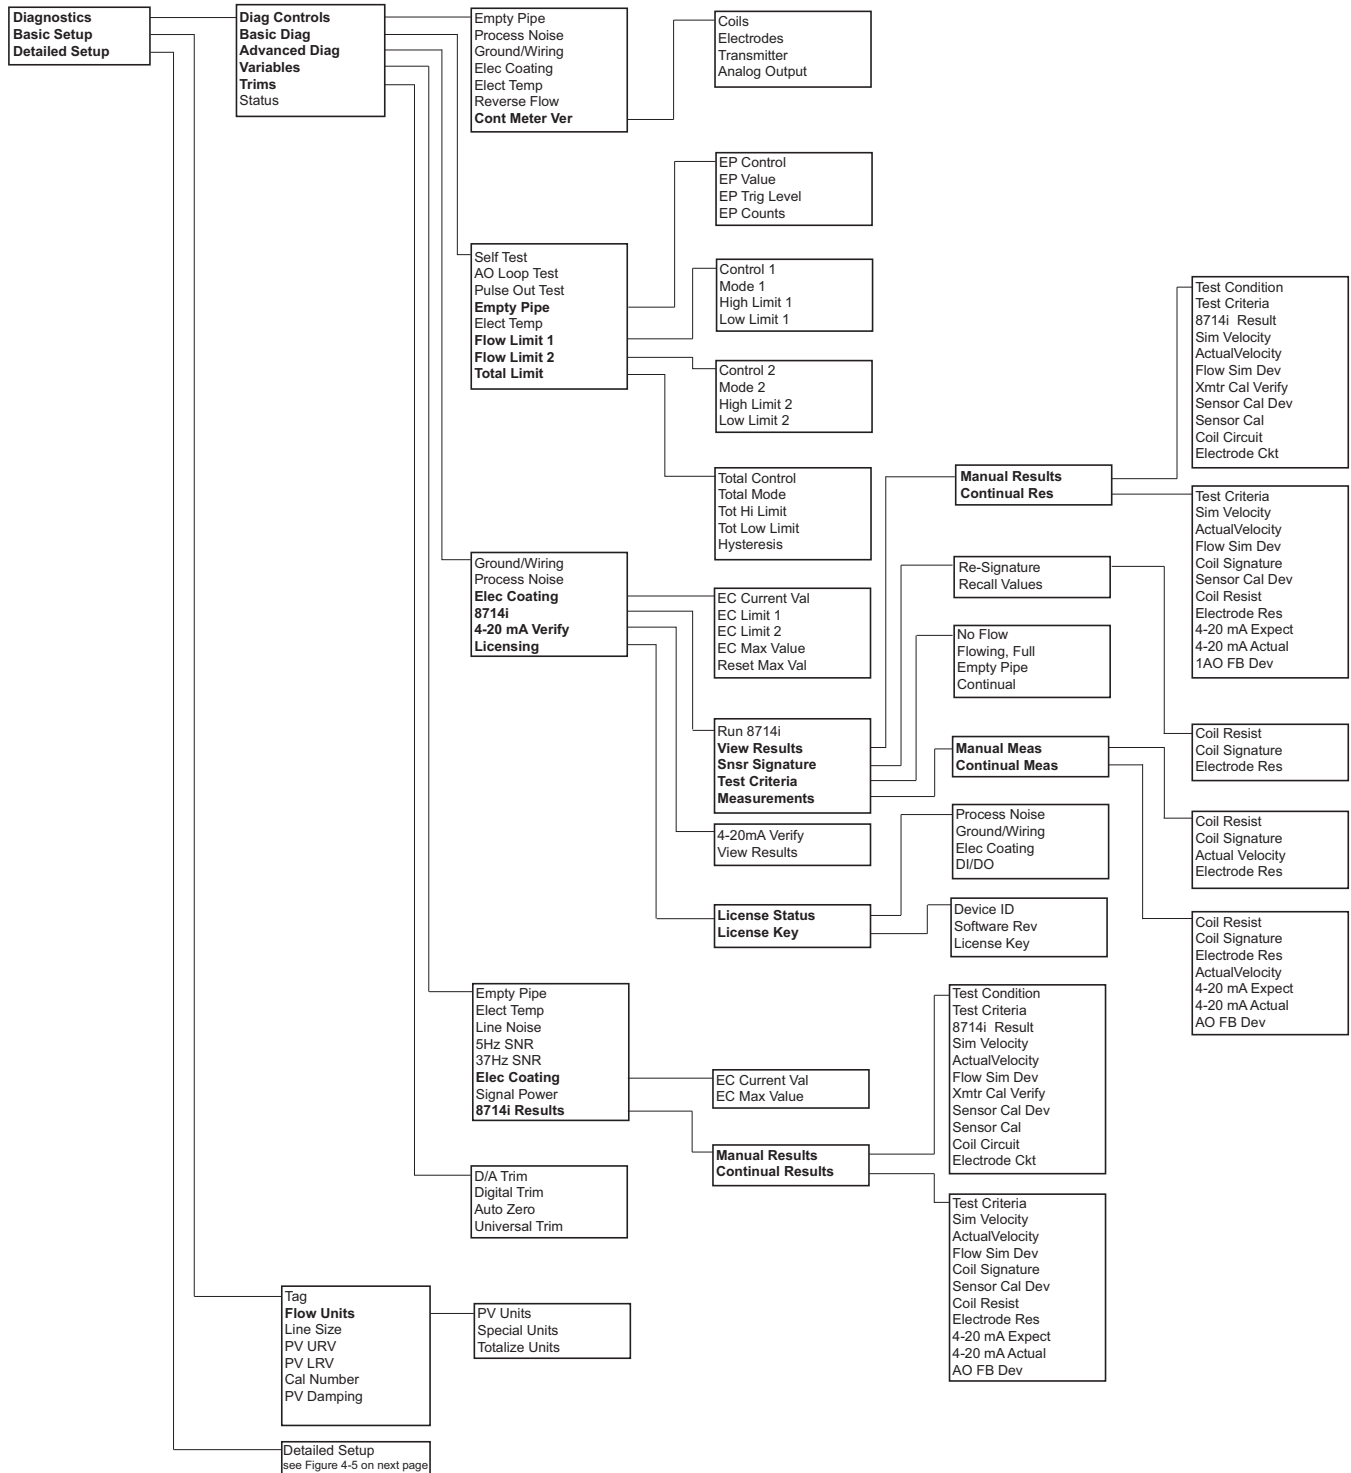 Diagnostics
Basic Setup
Detailed Setup
Diag Controls
Basic Diag
Advanced Diag
Variables
Trims
Status
Empty Pipe
Process Noise
Ground/Wiring
Elec Coating
Elect Temp
Reverse Flow
Cont Meter Ver
Coils
Electrodes
Transmitter
Analog Output
Self Test
AO Loop Test
Pulse Out Test
Empty Pipe
Elect Temp
Flow Limit 1
Flow Limit 2
Total Limit
EP Control
EP Value
EP Trig Level
EP Counts
Control 1
Mode 1
High Limit 1
Low Limit 1
Control 2
Mode 2
High Limit 2
Low Limit 2
Total Control
Total Mode
Tot Hi Limit
Tot Low Limit
Hysteresis
Ground/Wiring
Process Noise
Elec Coating
8714i
4-20 mA Verify
Licensing
EC Current Val
EC Limit 1
EC Limit 2
EC Max Value
Reset Max Val
Run 8714i
View Results
Snsr Signature
Test Criteria
Measurements
4-20mA Verify
View Results
License Status
License Key
Manual Results
Continual Res
Re-Signature
Recall Values
No Flow
Flowing, Full
Empty Pipe
Continual
Manual Meas
Continual Meas
Process Noise
Ground/Wiring
Elec Coating
DI/DO
Device ID
Software Rev
License Key
Test Condition
Test Criteria
8714i Result
Sim Velocity
ActualVelocity
Flow Sim Dev
Xmtr Cal Verify
Sensor Cal Dev
Sensor Cal
Coil Circuit
Electrode Ckt
Test Criteria
Sim Velocity
ActualVelocity
Flow Sim Dev
Coil Signature
Sensor Cal Dev
Coil Resist
Electrode Res
4-20 mA Expect
4-20 mA Actual
1AO FB Dev
Coil Resist
Coil Signature
Electrode Res
Coil Resist
Coil Signature
Actual Velocity
Electrode Res
Coil Resist
Coil Signature
Electrode Res
ActualVelocity
4-20 mA Expect
4-20 mA Actual
AO FB Dev
Empty Pipe
Elect Temp
Line Noise
5Hz SNR
37Hz SNR
Elec Coating
Signal Power
8714i Results
EC Current Val
EC Max Value
Manual Results
Continual Results
Test Condition
Test Criteria
8714i Result
Sim Velocity
ActualVelocity
Flow Sim Dev
Xmtr Cal Verify
Sensor Cal Dev
Sensor Cal
Coil Circuit
Electrode Ckt
Test Criteria
Sim Velocity
ActualVelocity
Flow Sim Dev
Coil Signature
Sensor Cal Dev
Coil Resist
Electrode Res
4-20 mA Expect
4-20 mA Actual
AO FB Dev
D/A Trim
Digital Trim
Auto Zero
Universal Trim
Tag
Flow Units
Line Size
PV URV
PV LRV
Cal Number
PV Damping
PV Units
Special Units
Totalize Units
Detailed Setup
see Figure 4-5 on next page